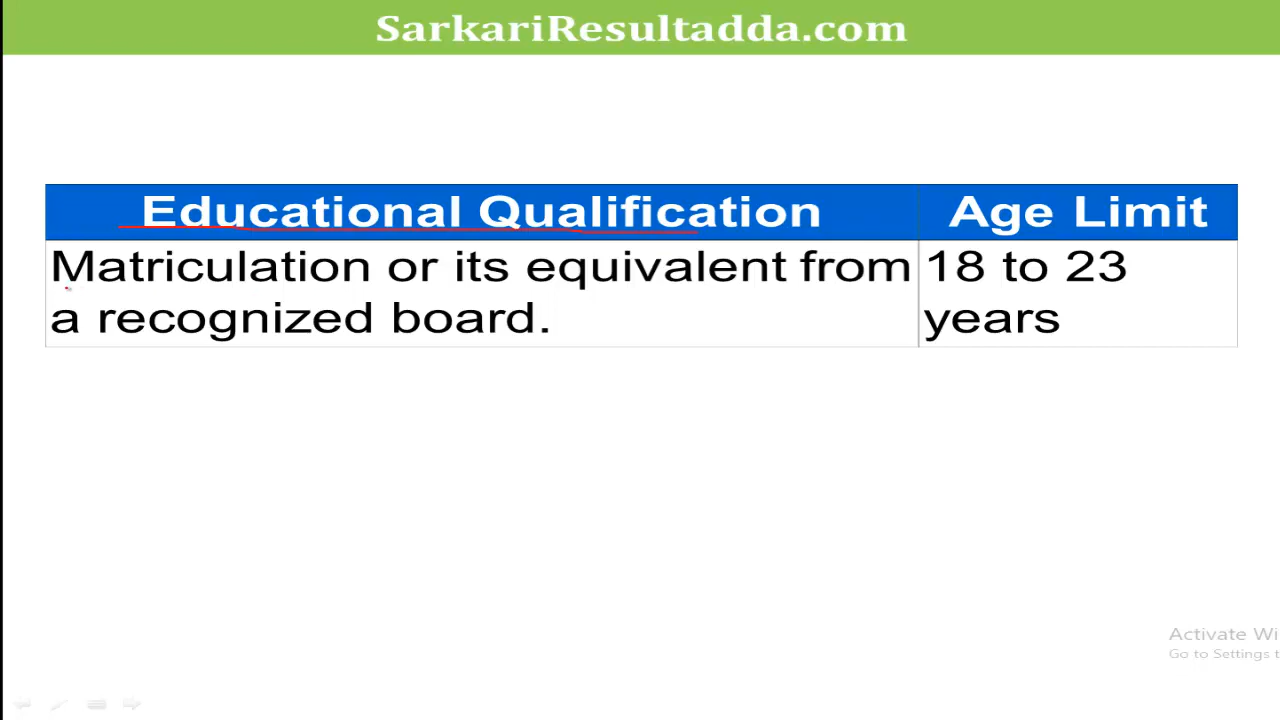 SarkariResultadda.com
Educational Qualification Age Limit
Matriculation or its equivalent from 18 to 23
a recognized board. years
Activate Wi
Go to Settings t